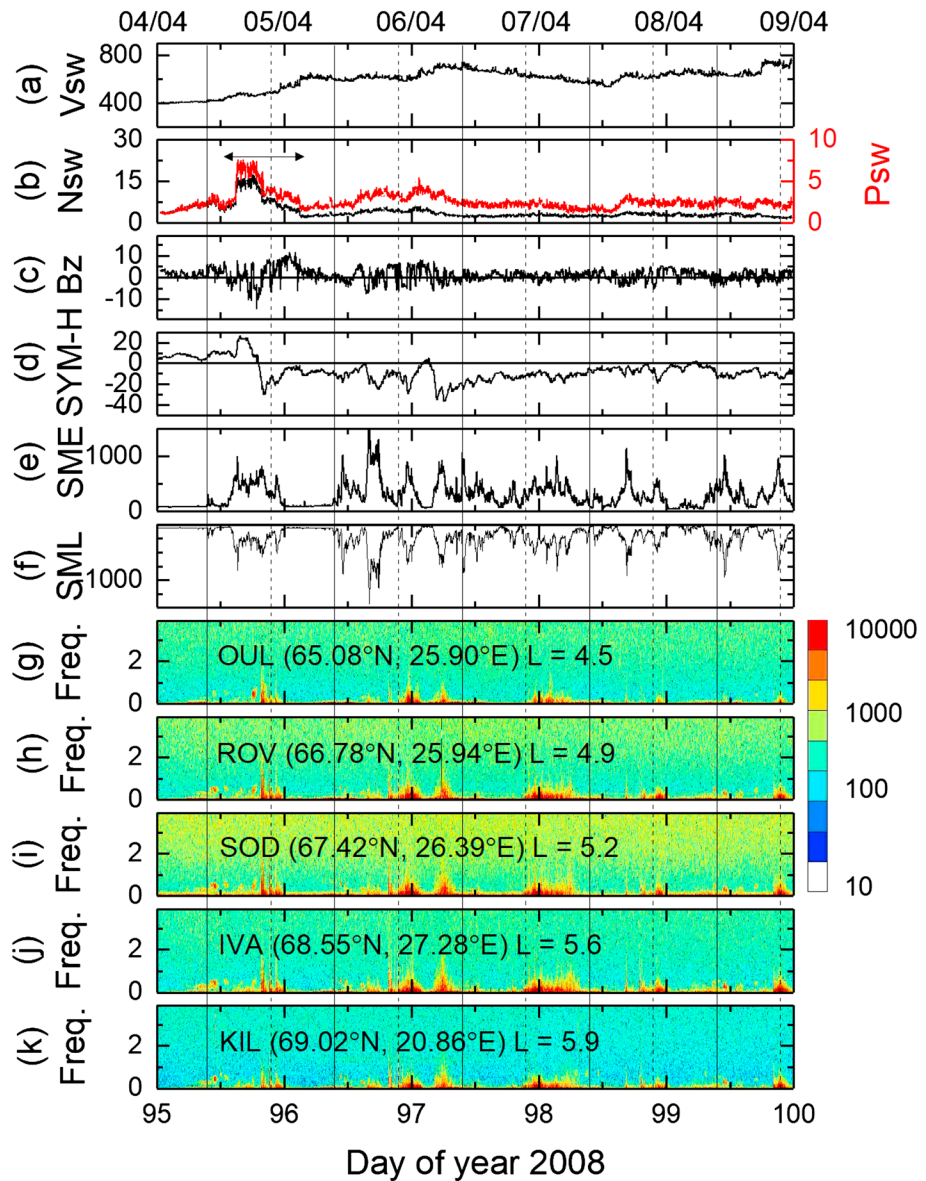 04/04 05/04 06/04 07/04 08/04 09/04
(a) Vsw 800 400
(b) Nsw 30 15 0 10 5 0 Psw
(c) Bz 10 0 -10
(d) SYM-H 20 0 -20 -40
(e) SME 1000 0
(f) SML 1000
(g) Freq. 2 0 OUL (65.08°N, 25.90°E) L = 4.5
(h) Freq. 2 0 ROV (66.78°N, 25.94°E) L = 4.9
(i) Freq. 2 0 SOD (67.42°N, 26.39°E) L = 5.2
(j) Freq. 2 0 IVA (68.55°N, 27.28°E) L = 5.6
(k) Freq. 2 0 KIL (69.02°N, 20.86°E) L = 5.9
10000
1000
100
10
95 96 97 98 99 100
Day of year 2008